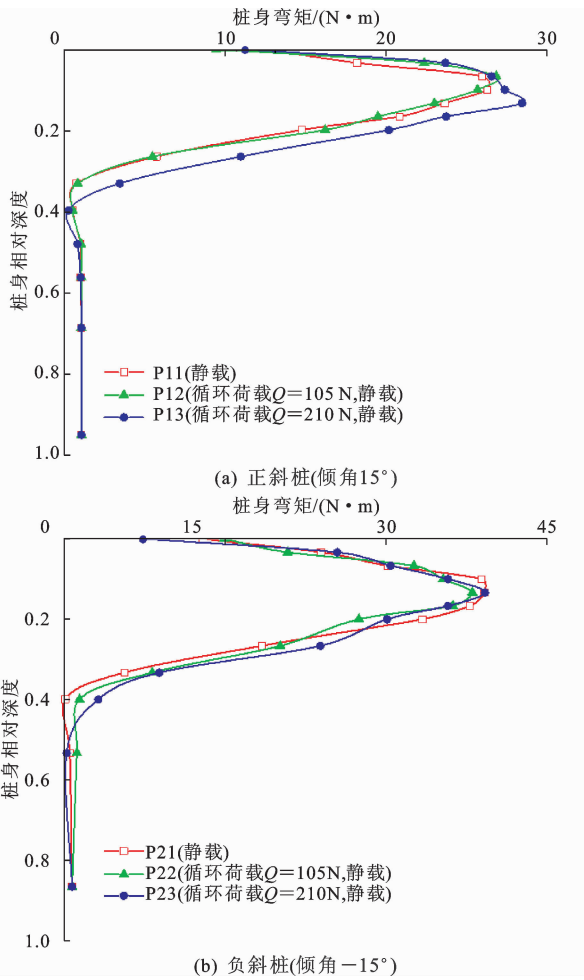 桩身弯矩/(N·m)
0 10 20 30
0.2
0.4
0.6
0.8
1.0
桩身相对深度
P11(静载)
P12(循环荷载Q=105 N,静载)
P13(循环荷载Q=210 N,静载)
(a) 正斜桩(倾角15°)
桩身弯矩/(N·m)
0 15 30 45
0.2
0.4
0.6
0.8
1.0
桩身相对深度
P21(静载)
P22(循环荷载Q=105N,静载)
P23(循环荷载Q=210N,静载)
(b) 负斜桩(倾角－15°)